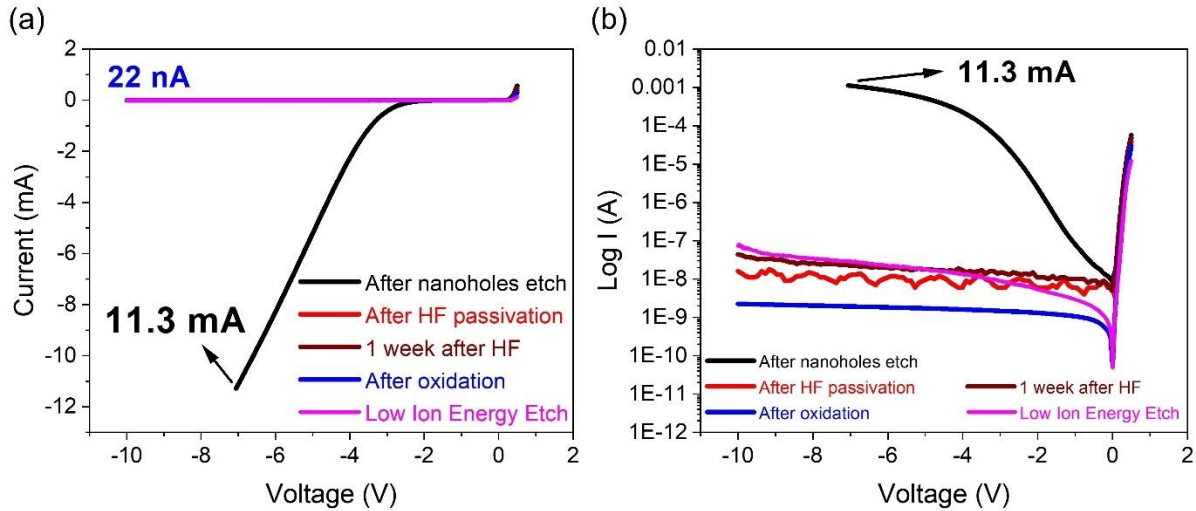 (a)
2
0
-2
-4
-6
-8
-10
-12
Current (mA)
22 nA
11.3 mA
After nanoholes etch
After HF passivation
1 week after HF
After oxidation
Low Ion Energy Etch
-10
-8
-6
-4
-2
0
2
Voltage (V)
(b)
0.01
0.001
1E-4
1E-5
1E-6
1E-7
1E-8
1E-9
1E-10
1E-11
1E-12
Log I (A)
11.3 mA
After nanoholes etch
After HF passivation
1 week after HF
After oxidation
Low Ion Energy Etch
-10
-8
-6
-4
-2
0
2
Voltage (V)